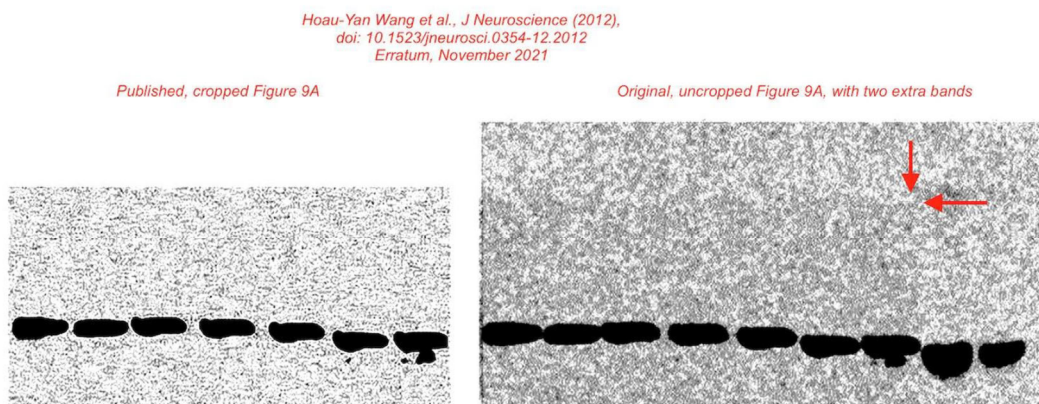 Hoau-Yan Wang et al., J Neuroscience (2012),
doi: 10.1523/jneurosci.0354-12.2012
Erratum, November 2021
Published, cropped Figure 9A
Original, uncropped Figure 9A, with two extra bands